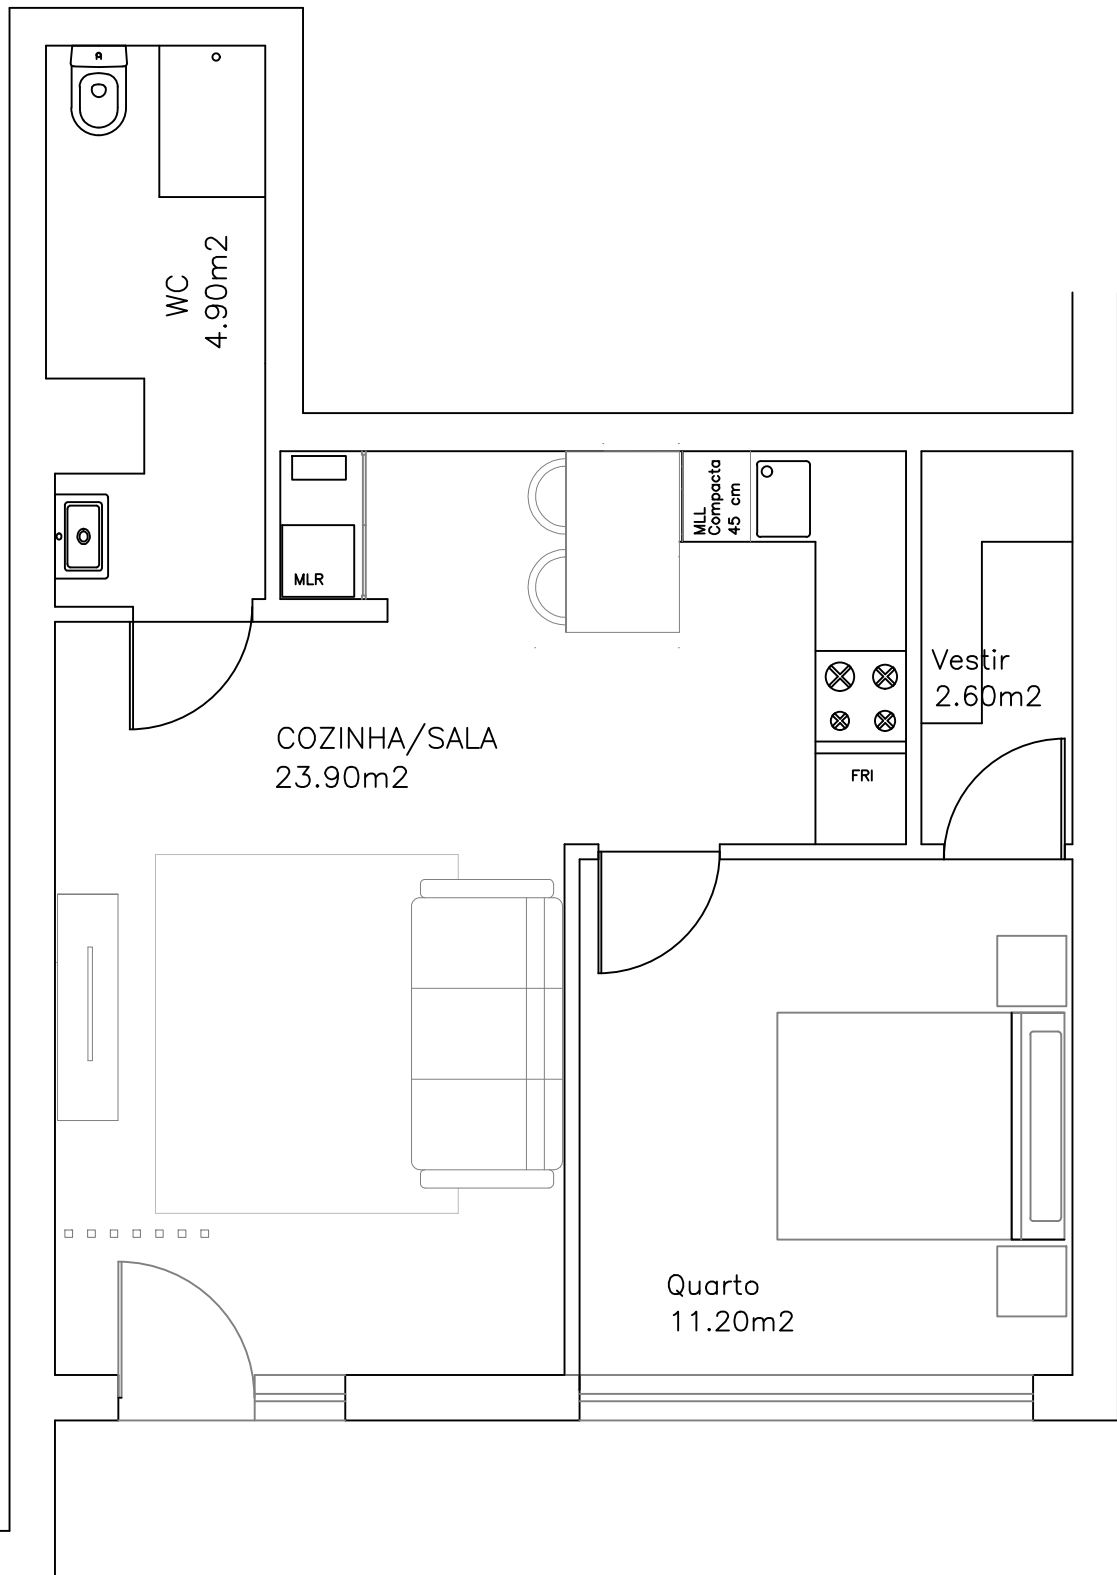 WC
4.90m2
MLR
MLL
Compacta
45 cm
Vestir
2.60m2
COZINHA/SALA
23.90m2
FRI
Quarto
11.20m2